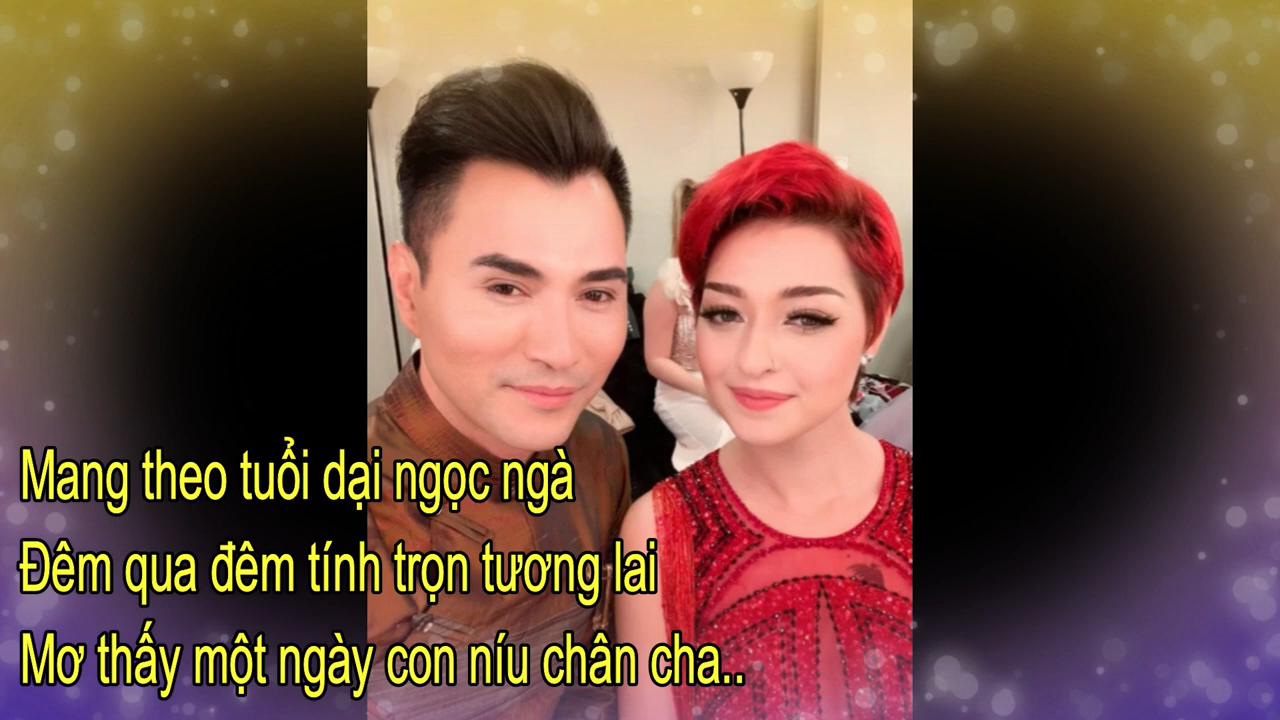 Mang theo tuổi dại ngọc ngà
Đêm qua đêm tính trọn tương lai
Mơ thấy một ngày con níu chân cha..